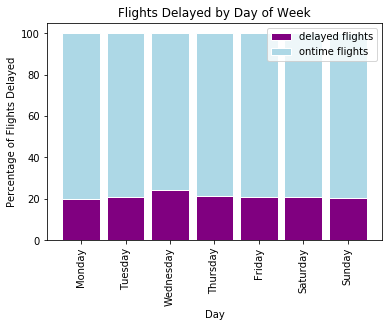 Flights Delayed by Day of Week
delayed flights
ontime flights
Percentage of Flights Delayed
100
80
60
40
20
0
Monday
Tuesday
Wednesday
Thursday
Friday
Saturday
Sunday
Day